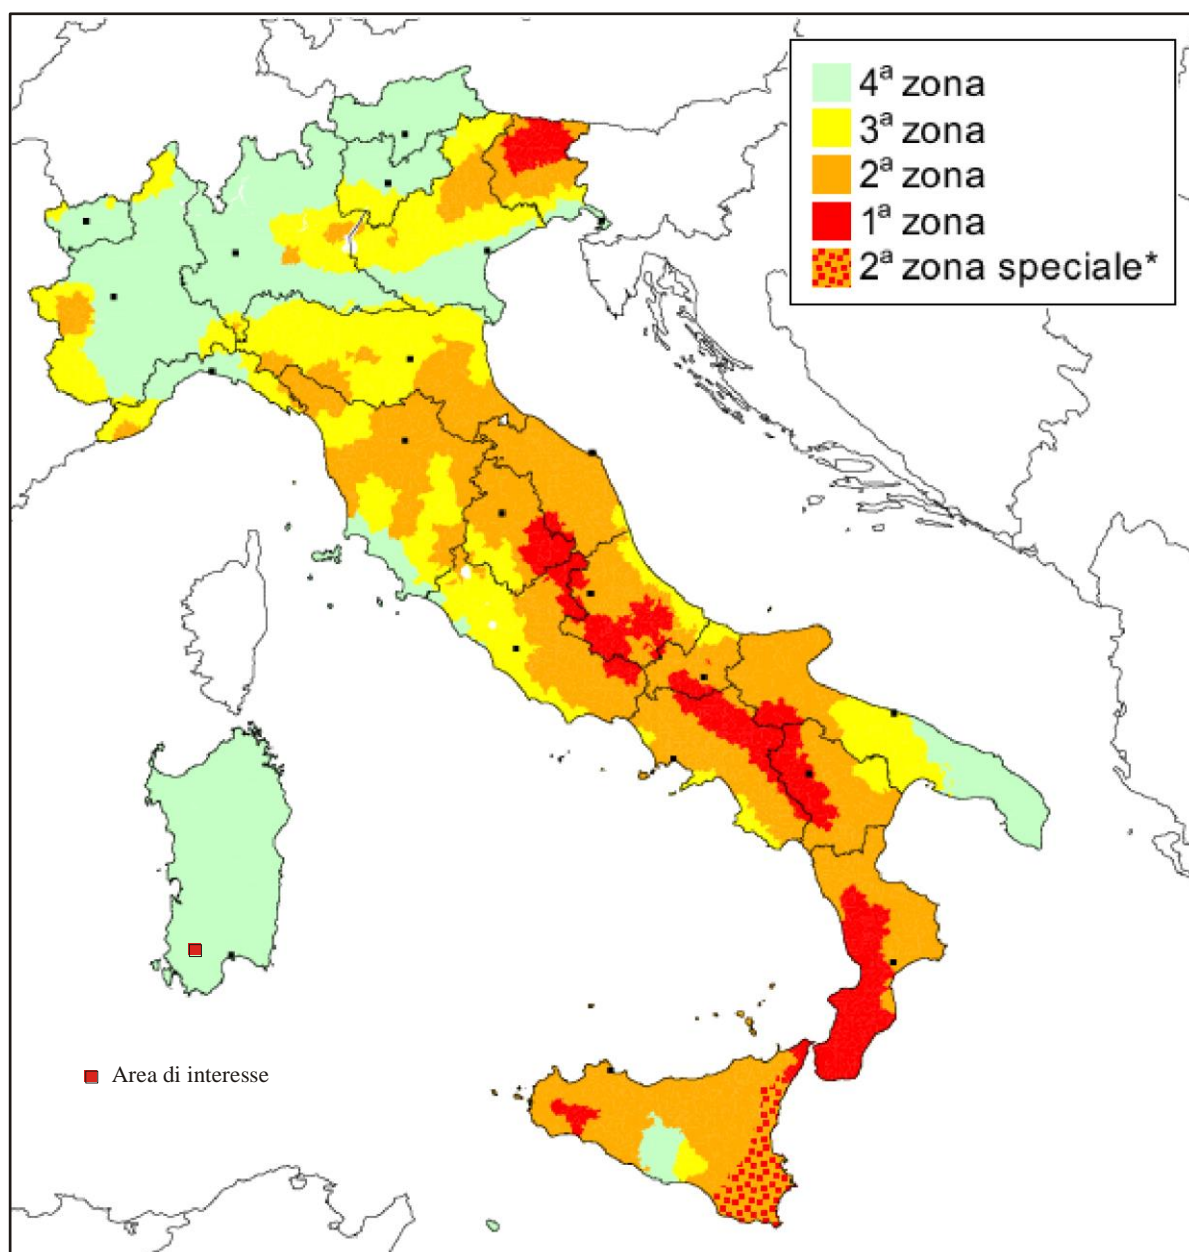 4ª zona
3ª zona
2ª zona
1ª zona
2ª zona speciale*
Area di interesse